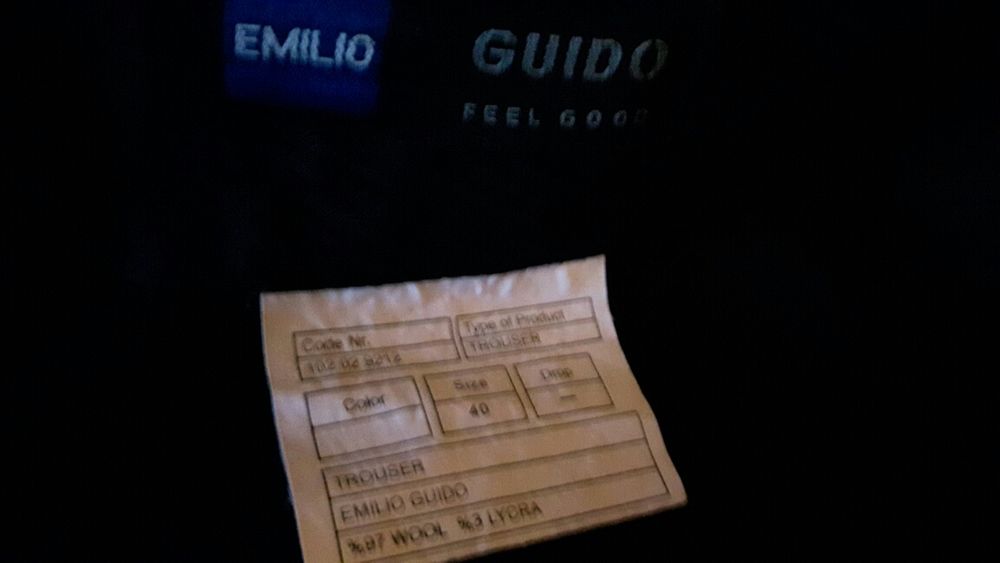 EMILIO GUIDO
FEEL GOOD
Code Nr. Type of Product
TROUSER
Color Size Drop
40 —
TROUSER
EMILIO GUIDO
%97 WOOL %3 LYCRA